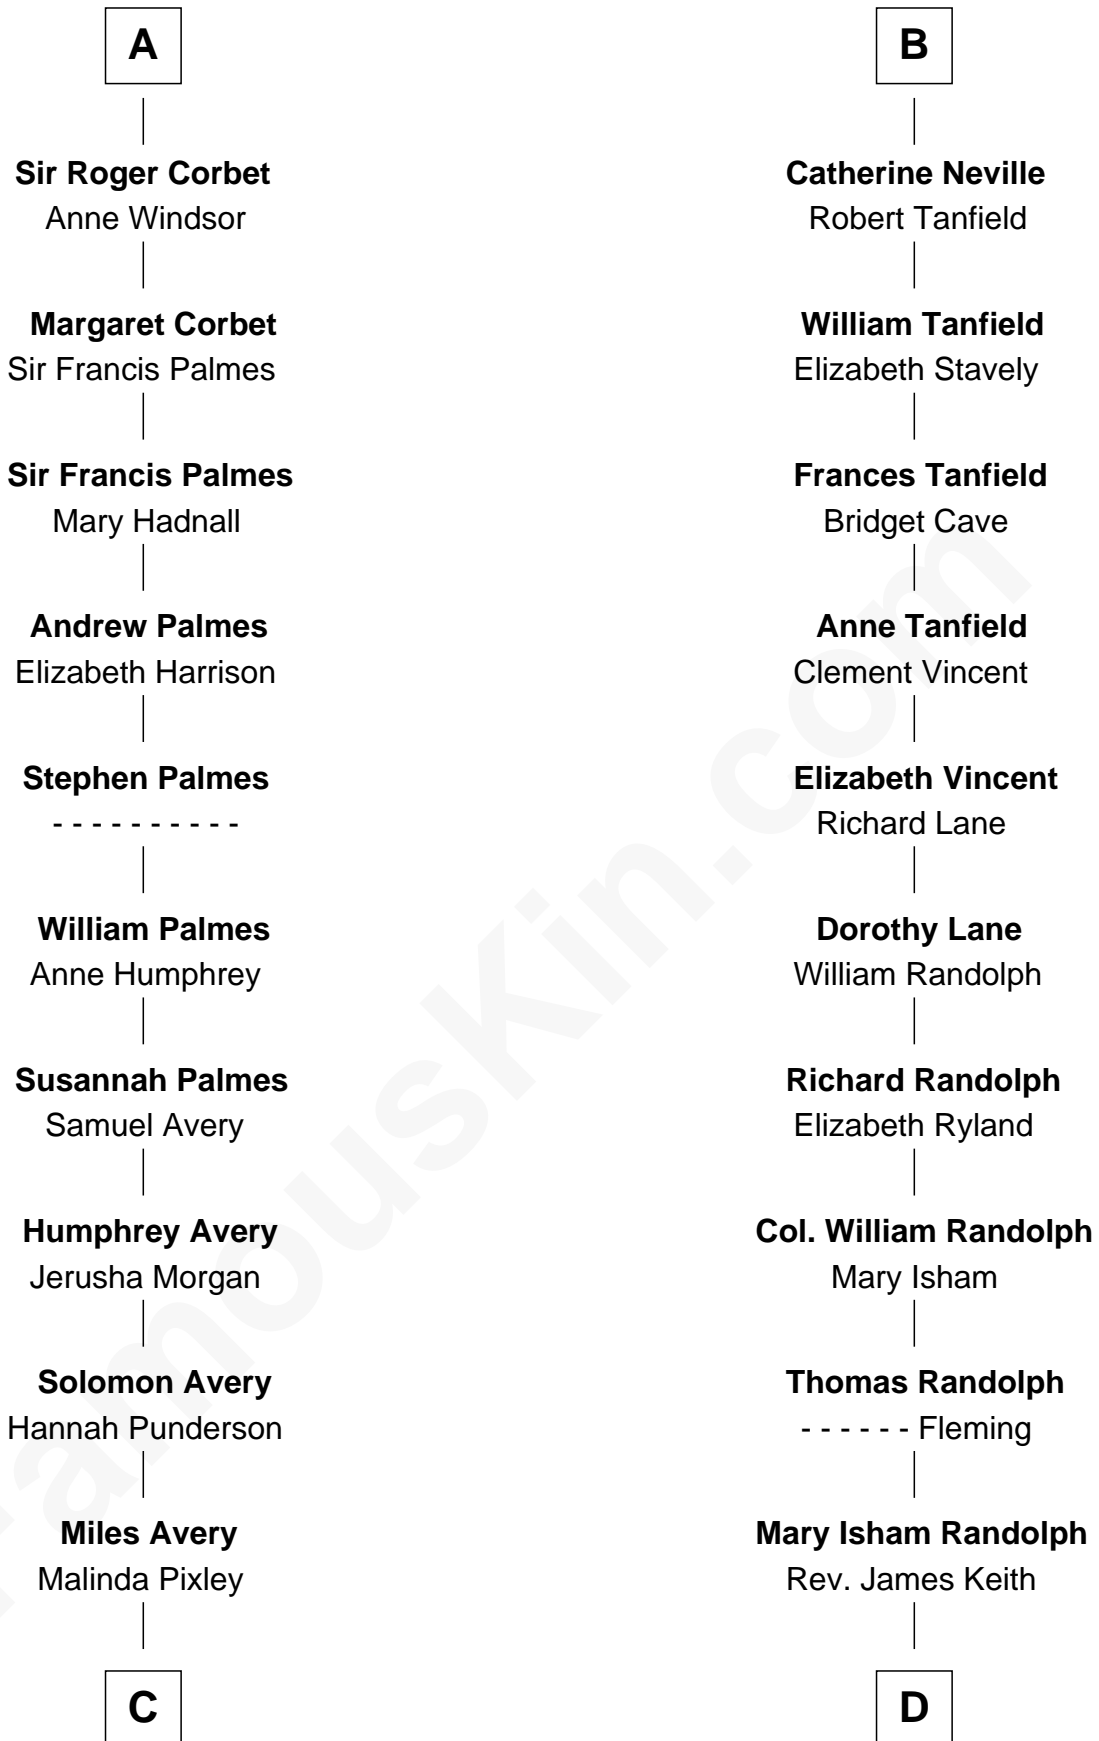 A
Sir Roger Corbet
Anne Windsor
Margaret Corbet
Sir Francis Palmes
Sir Francis Palmes
Mary Hadnall
Andrew Palmes
Elizabeth Harrison
Stephen Palmes
- - - - - - - - - -
William Palmes
Anne Humphrey
Susannah Palmes
Samuel Avery
Humphrey Avery
Jerusha Morgan
Solomon Avery
Hannah Punderson
Miles Avery
Malinda Pixley
C
B
Catherine Neville
Robert Tanfield
William Tanfield
Elizabeth Stavely
Frances Tanfield
Bridget Cave
Anne Tanfield
Clement Vincent
Elizabeth Vincent
Richard Lane
Dorothy Lane
William Randolph
Richard Randolph
Elizabeth Ryland
Col. William Randolph
Mary Isham
Thomas Randolph
- - - - - - Fleming
Mary Isham Randolph
Rev. James Keith
D
FamousKin.com